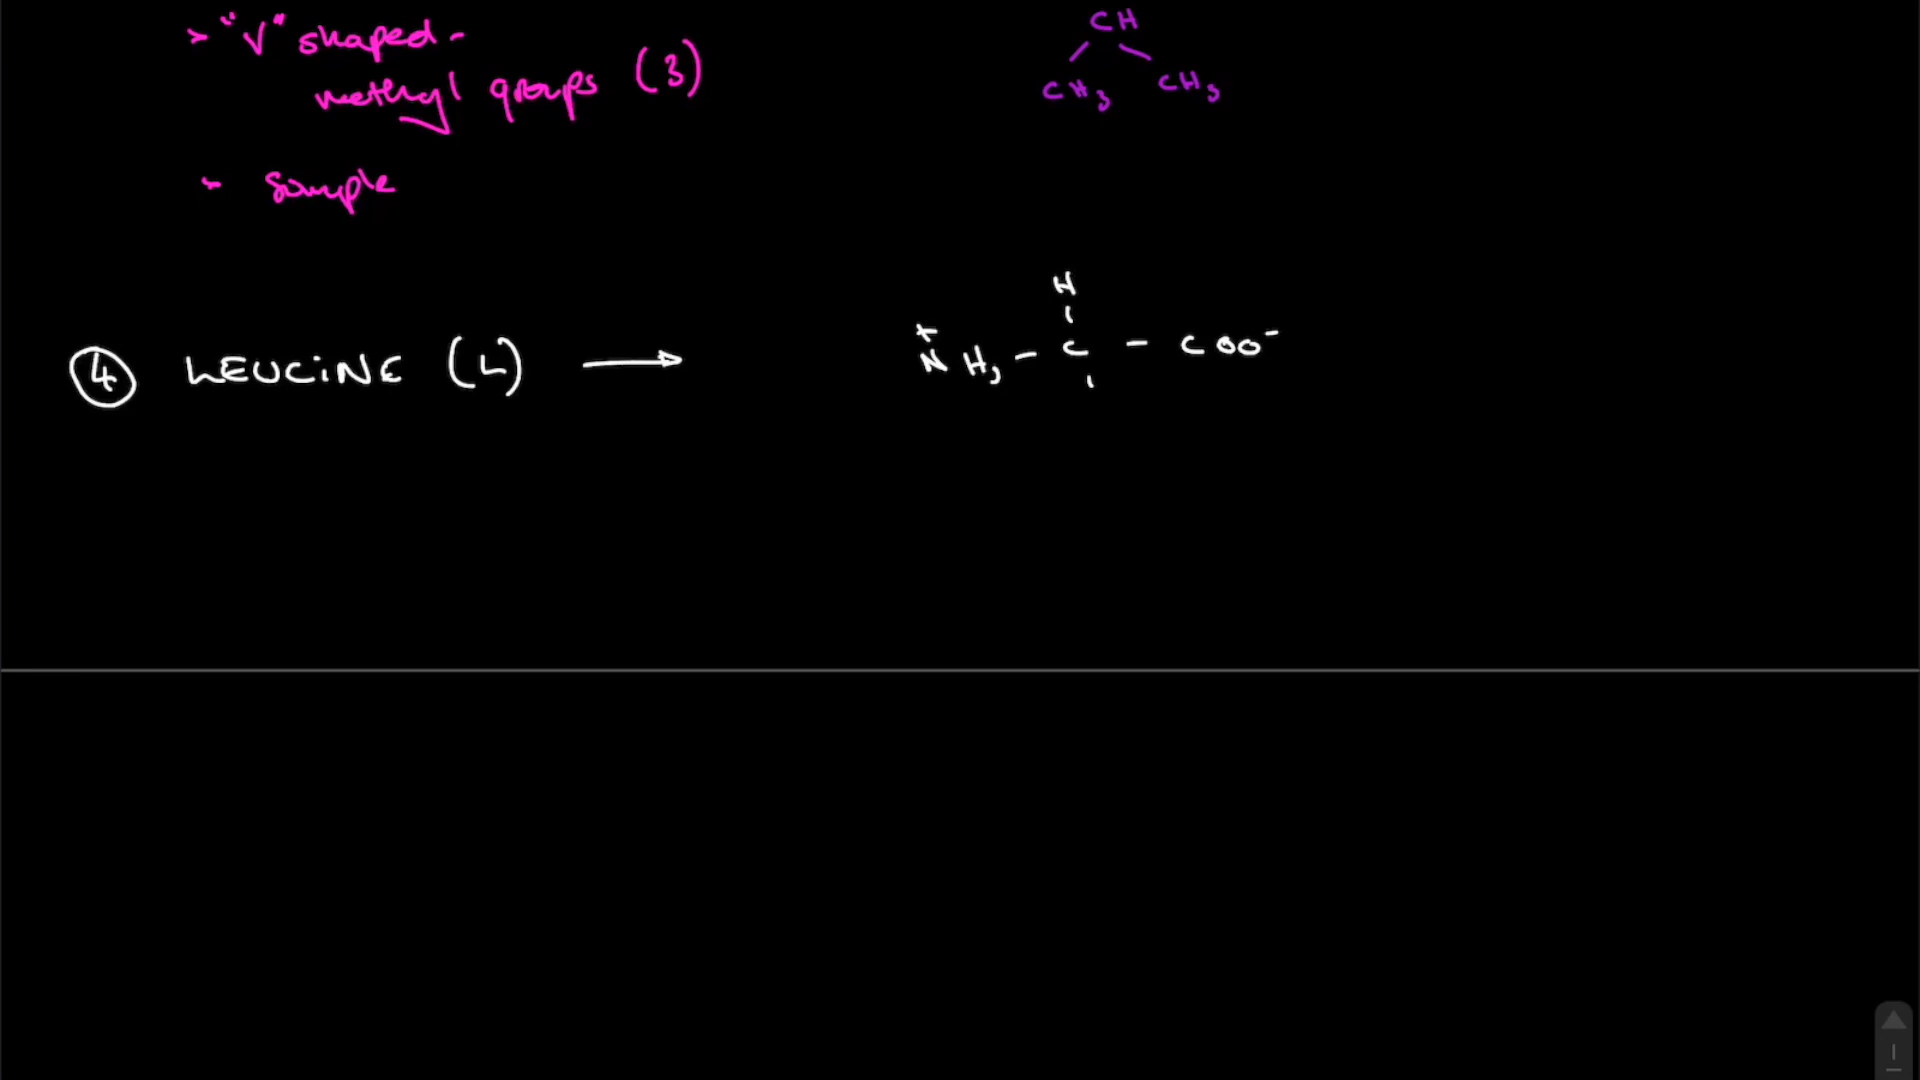 > "V" shaped -
methyl groups (3)
CH
CH3 CH3
- Simple
H
+
④ LEUCINE (L) → NH3 - C - COO-